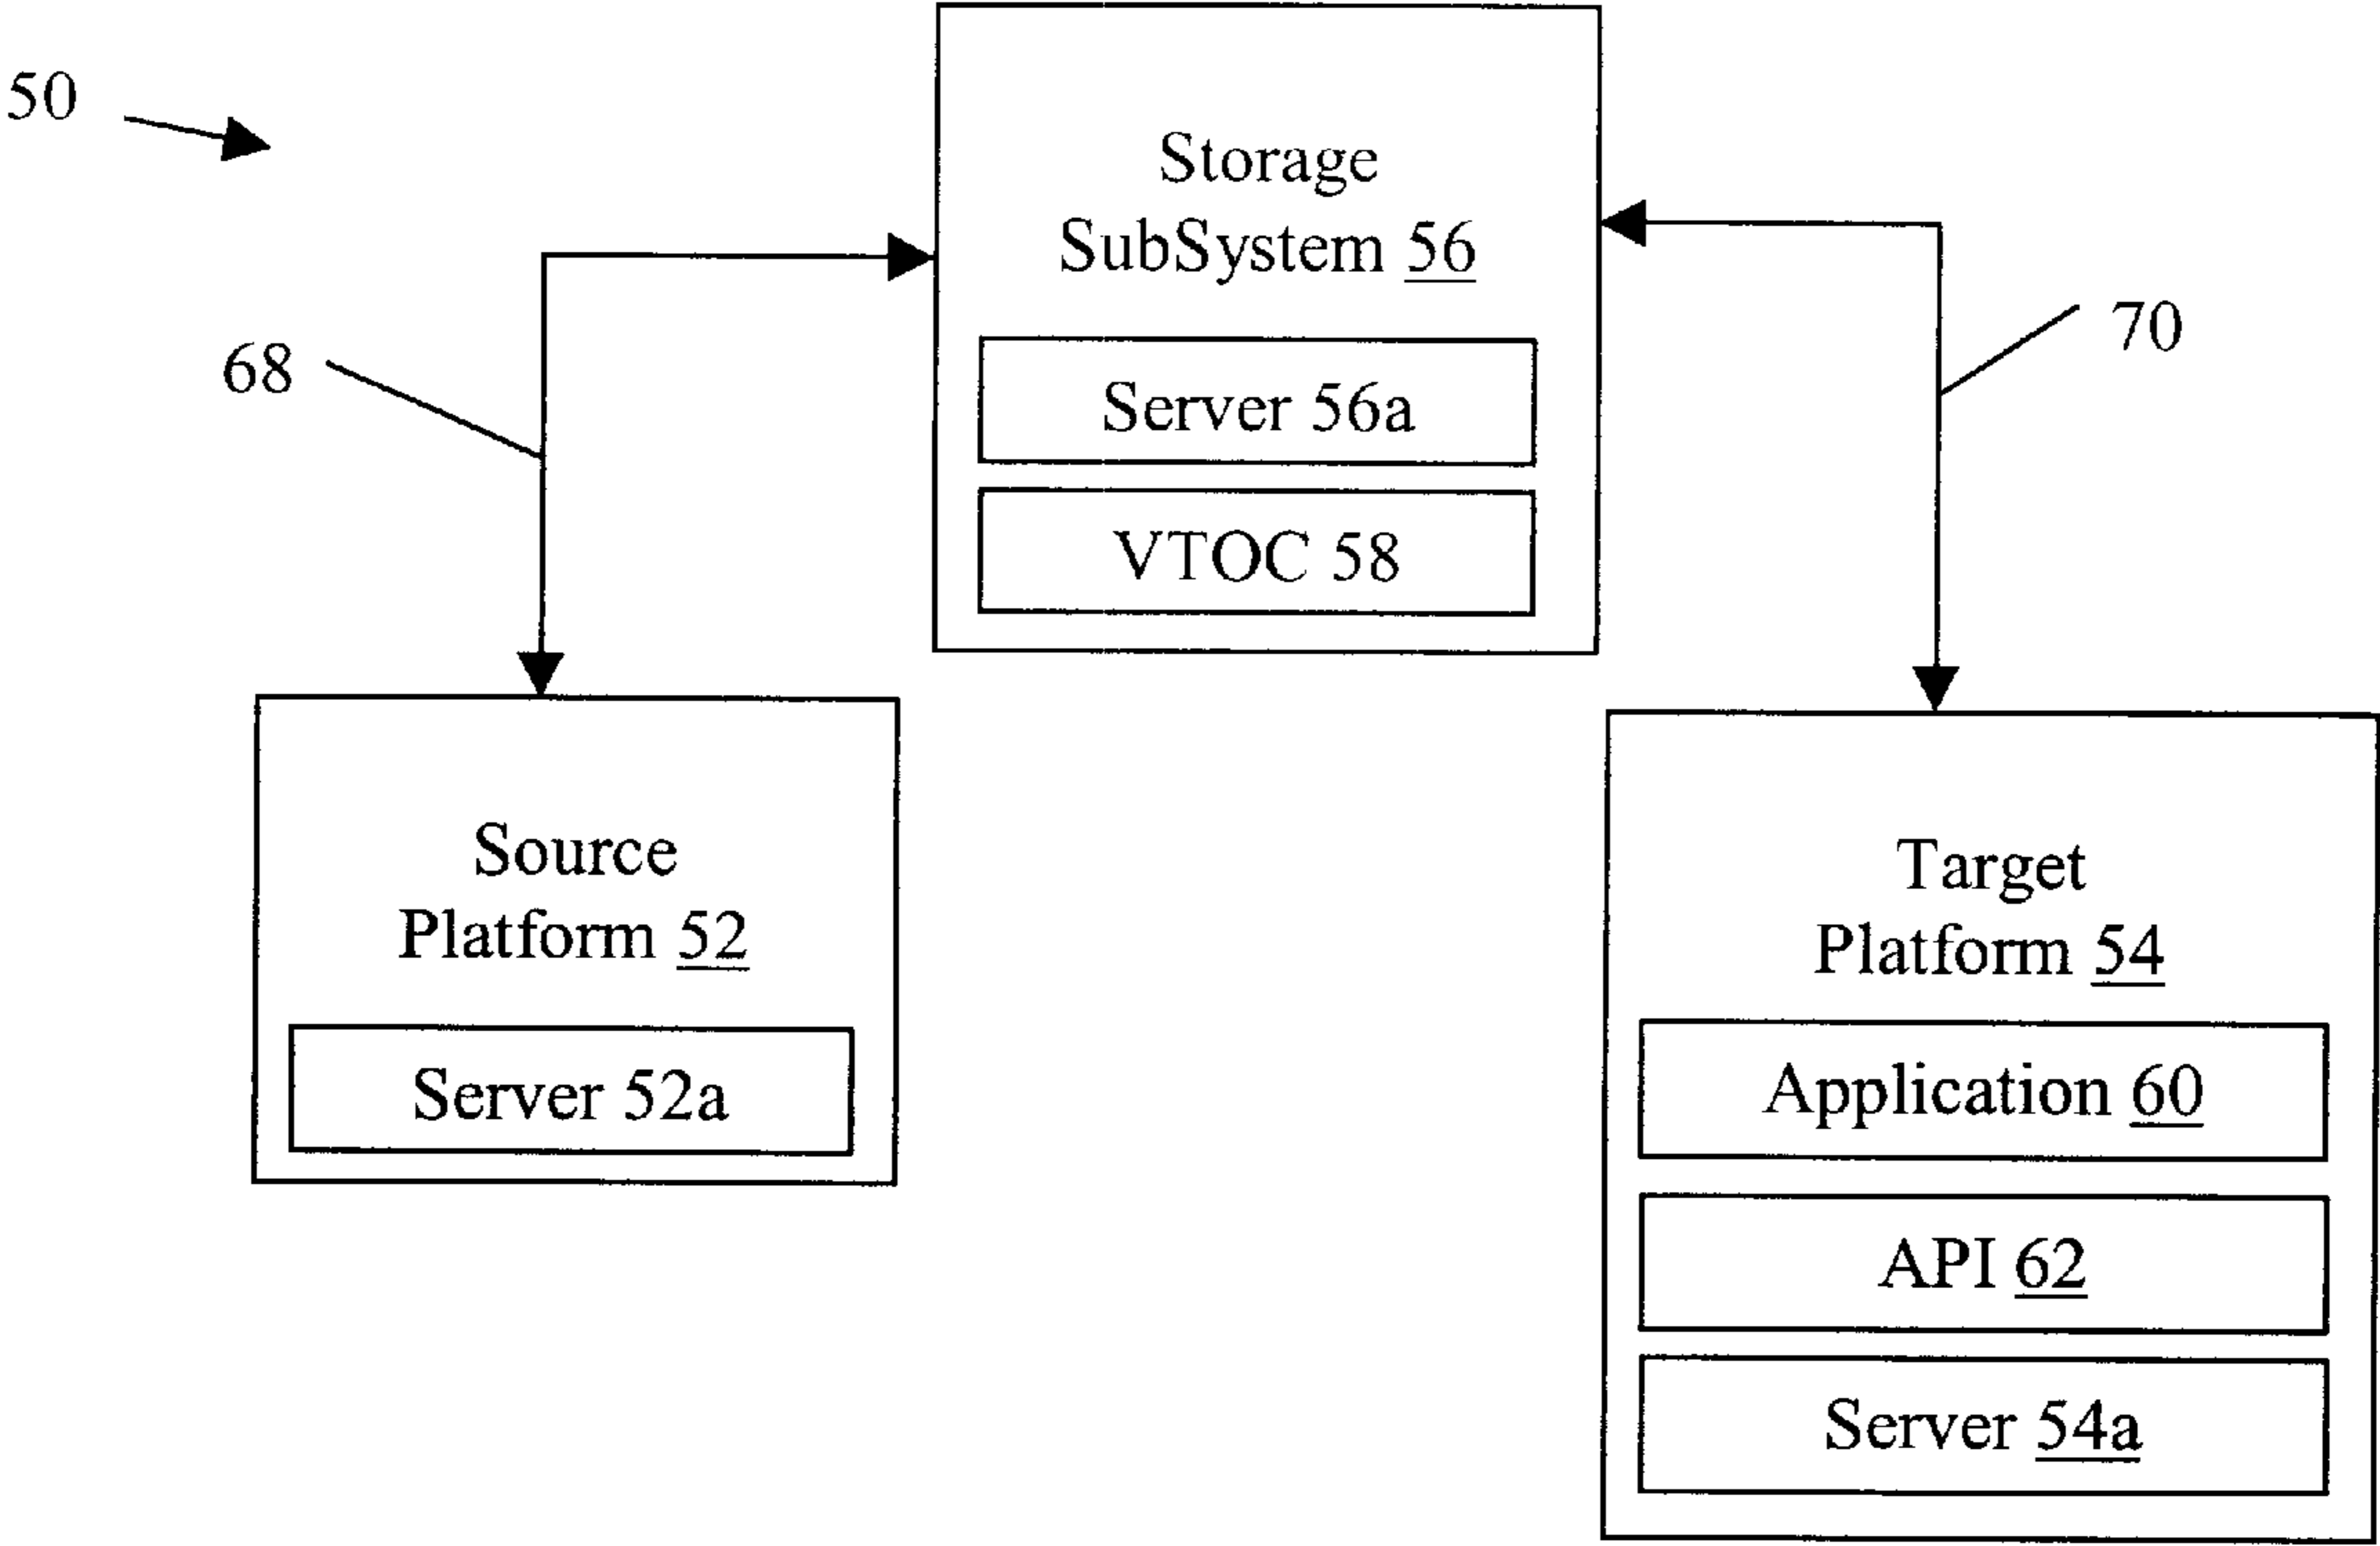 50
Storage
SubSystem 56
68
70
Server 56a
VTOC 58
Source
Platform 52
Server 52a
Target
Platform 54
Application 60
API 62
Server 54a